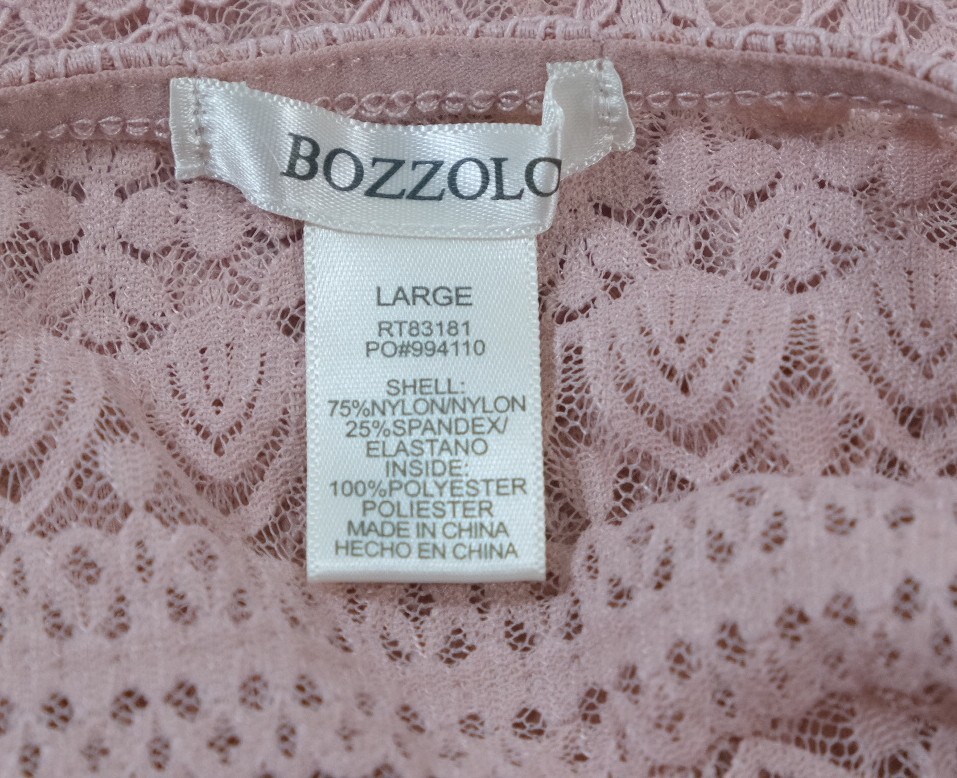 BOZZOLO
LARGE
RT83181
PO#994110
SHELL:
75%NYLON/NYLON
25%SPANDEX/
ELASTANO
INSIDE:
100%POLYESTER
POLIESTER
MADE IN CHINA
HECHO EN CHINA